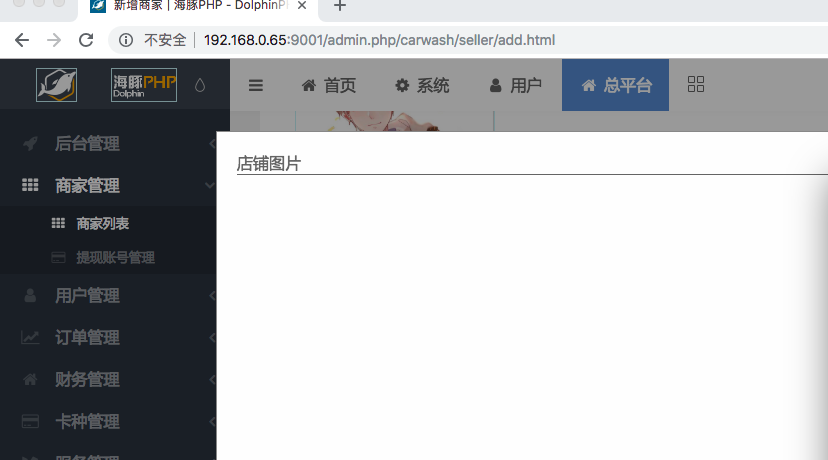 新增商家 | 海豚PHP - DolphinPH
不安全 | 192.168.0.65:9001/admin.php/carwash/seller/add.html
海豚PHP
Dolphin
首页
系统
用户
总平台
后台管理
店铺图片
商家管理
商家列表
提现账号管理
用户管理
订单管理
财务管理
卡种管理